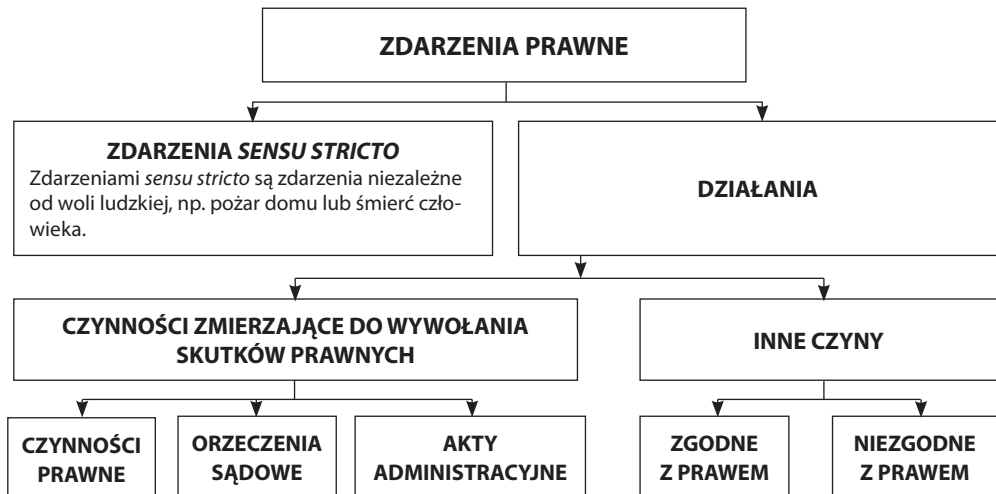 ZDARZENIA PRAWNE
ZDARZENIA SENSU STRICTO
Zdarzeniami sensu stricto są zdarzenia niezależne
od woli ludzkiej, np. pożar domu lub śmierć czło-
wieka.
DZIAŁANIA
CZYNNOŚCI ZMIERZAJĄCE DO WYWOŁANIA
SKUTKÓW PRAWNYCH
INNE CZYNY
CZYNNOŚCI
PRAWNE
ORZECZENIA
SĄDOWE
AKTY
ADMINISTRACYJNE
ZGODNE
Z PRAWEM
NIEZGODNE
Z PRAWEM